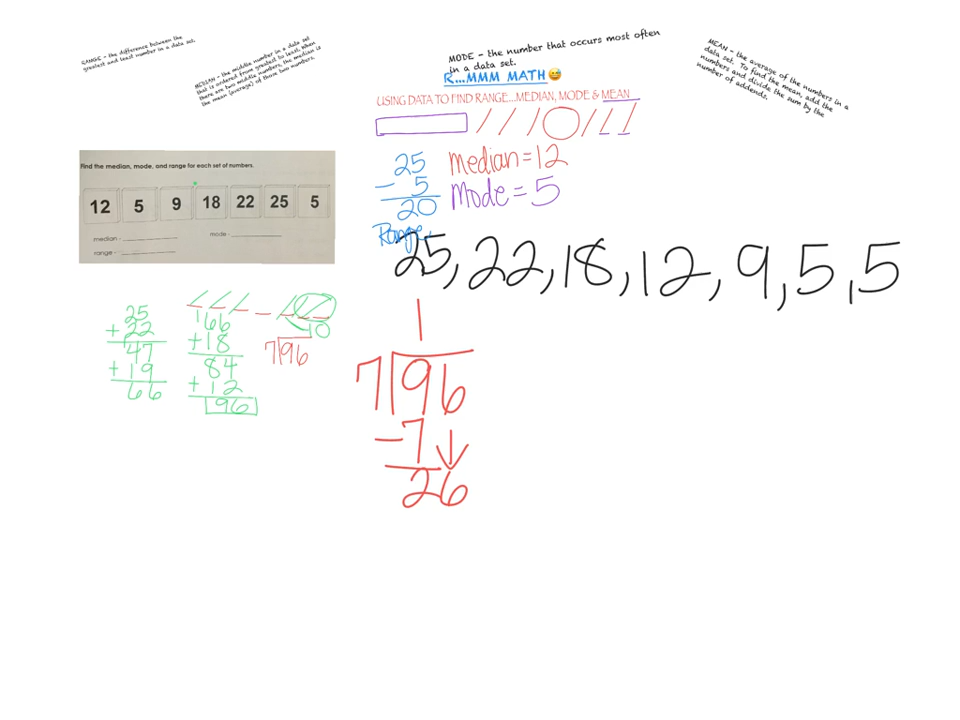 RANGE - the difference between the
greatest and least number in a data set.
MEDIAN - the middle number in a data set
that is ordered from greatest to least. When
there are two middle numbers, the median is
the mean (average) of those two numbers.
MODE - the number that occurs most often
in a data set.
MEAN - the average of the numbers in a
data set. To find the mean, add the
numbers and divide the sum by the
number of addends.
R...MMM MATH😅
USING DATA TO FIND RANGE...MEDIAN, MODE & MEAN
Find the median, mode, and range for each set of numbers.
12 5 9 18 22 25 5
median - ____________
mode - ____________
range - ____________
25
- 5
20
Range
median = 12
mode = 5
25, 22, 18, 12, 9, 5, 5
25
+ 22
47
+ 19
66
166
+18
84
+ 12
96
10
7)96
1
7)96
-7↓
26